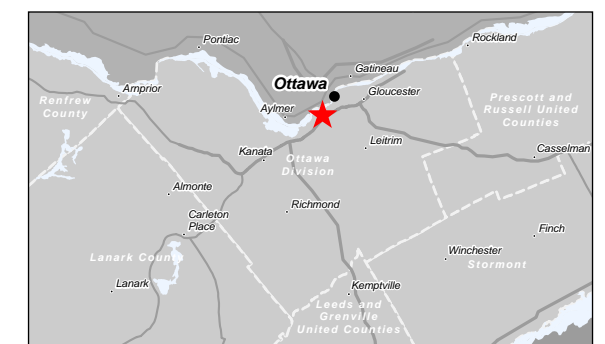 Pontiac
Rockland
Gatineau
Ottawa
Arnprior
Gloucester
Renfrew
County
Prescott and
Russell United
Counties
Aylmer
Leitrim
Kanata
Casselman
Ottawa
Division
Almonte
Richmond
Carleton
Place
Finch
Winchester
Lanark County
Stormont
Lanark
Kemptville
Leeds and
Grenville
United Counties